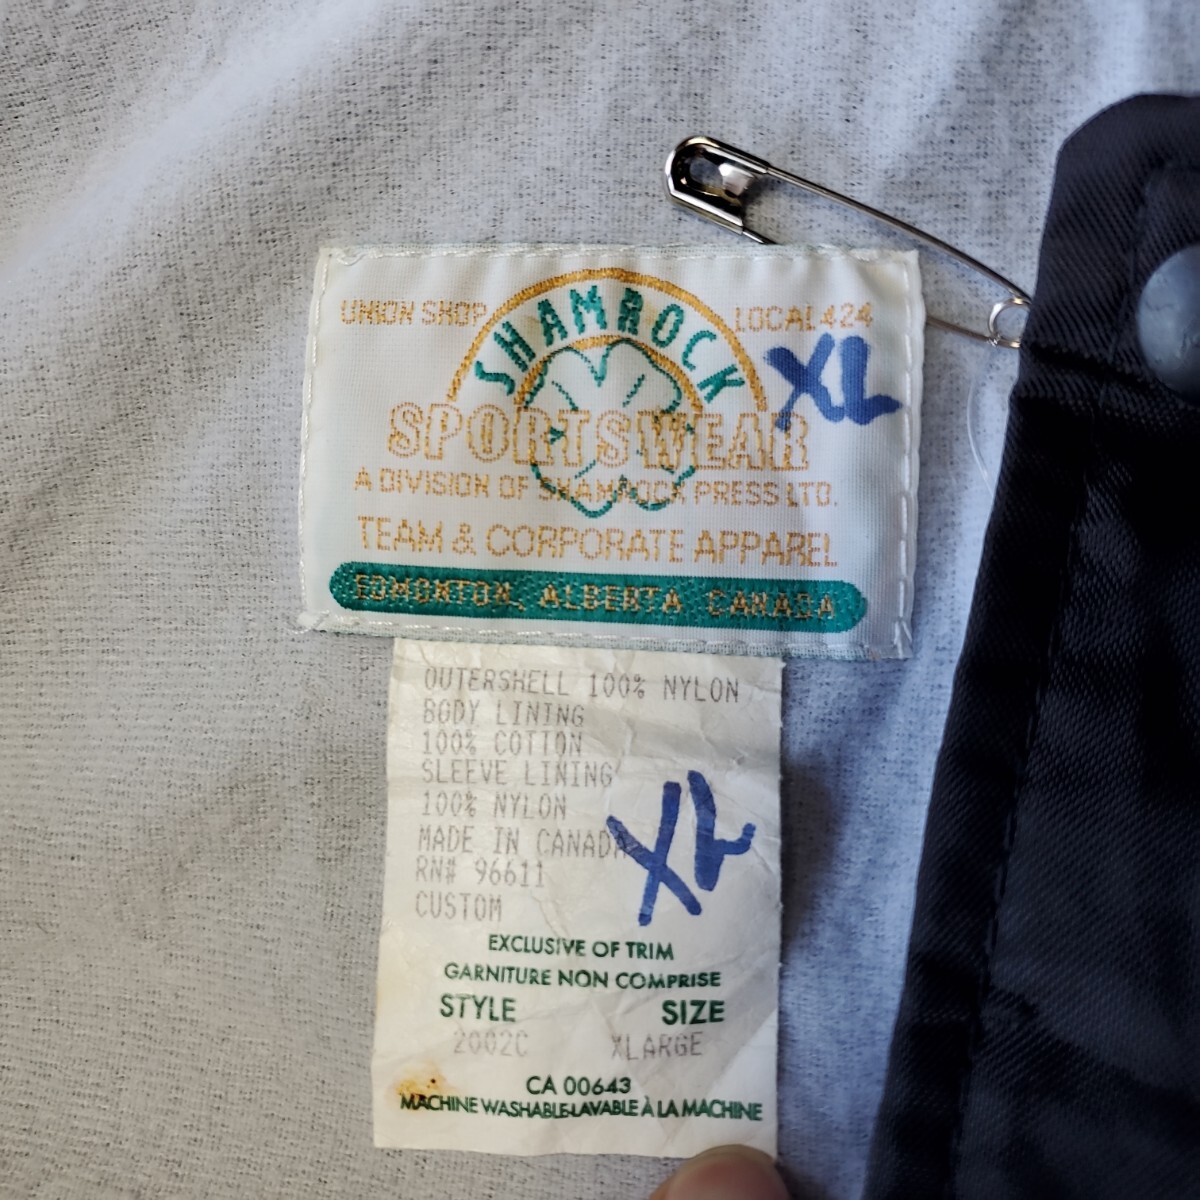 UNION SHOP
SHAMROCK
LOCAL 424
XL
SPORTSWEAR
A DIVISION OF SHAMROCK PRESS LTD.
TEAM & CORPORATE APPAREL
EDMONTON, ALBERTA CANADA
OUTERSHELL 100% NYLON
BODY LINING
100% COTTON
SLEEVE LINING
100% NYLON
MADE IN CANADA
XL
RN# 96611
CUSTOM
EXCLUSIVE OF TRIM
GARNITURE NON COMPRISE
STYLE SIZE
2002C XLARGE
CA 00643
MACHINE WASHABLE-LAVABLE À LA MACHINE